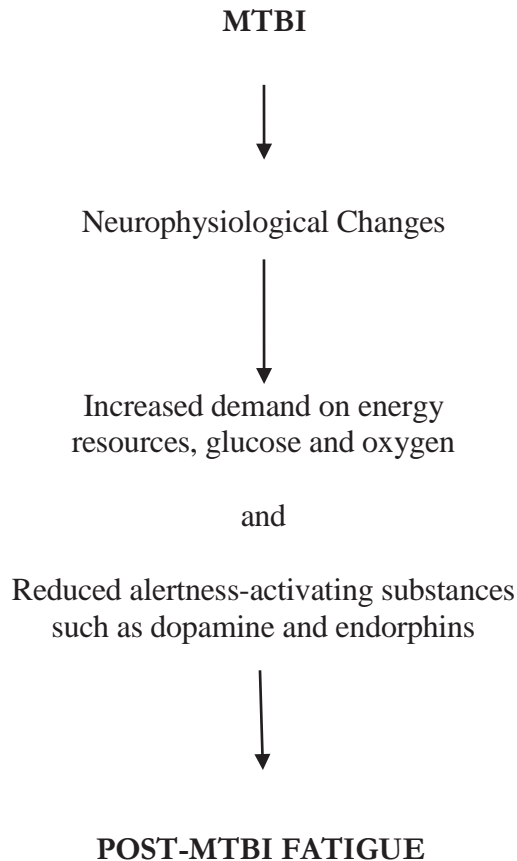 MTBI
Neurophysiological Changes
Increased demand on energy
resources, glucose and oxygen
and
Reduced alertness-activating substances
such as dopamine and endorphins
POST-MTBI FATIGUE